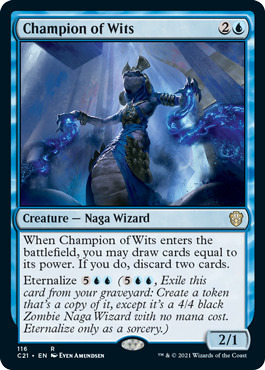 Champion of Wits 2
Creature — Naga Wizard
When Champion of Wits enters the
battlefield, you may draw cards equal to
its power. If you do, discard two cards.
Eternalize 5 (5 , Exile this
card from your graveyard: Create a token
that's a copy of it, except it's a 4/4 black
Zombie Naga Wizard with no mana cost.
Eternalize only as a sorcery.)
2/1
116 R
C21 • EN Even Amundsen
™ & © 2021 Wizards of the Coast